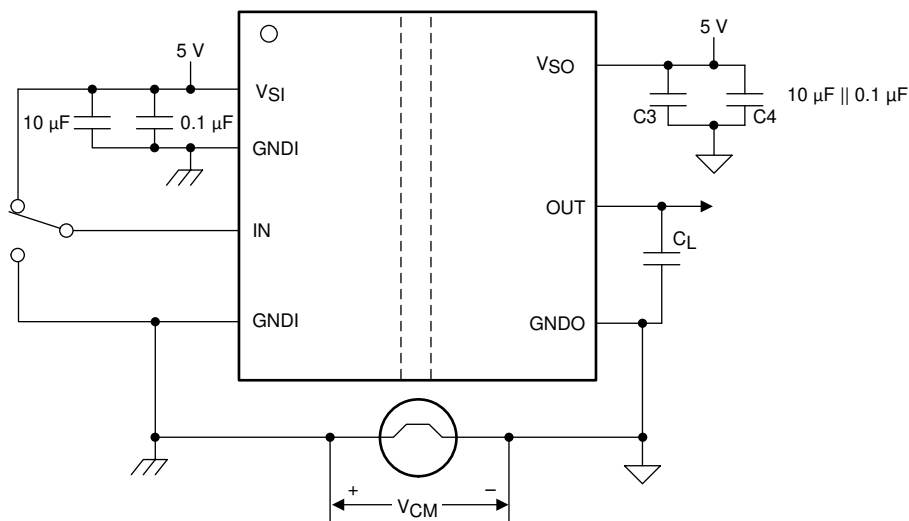 5 V
V_SI
10 µF
0.1 µF
GNDI
IN
GNDI
5 V
V_SO
C3
C4
10 µF || 0.1 µF
OUT
C_L
GNDO
+
V_CM
–